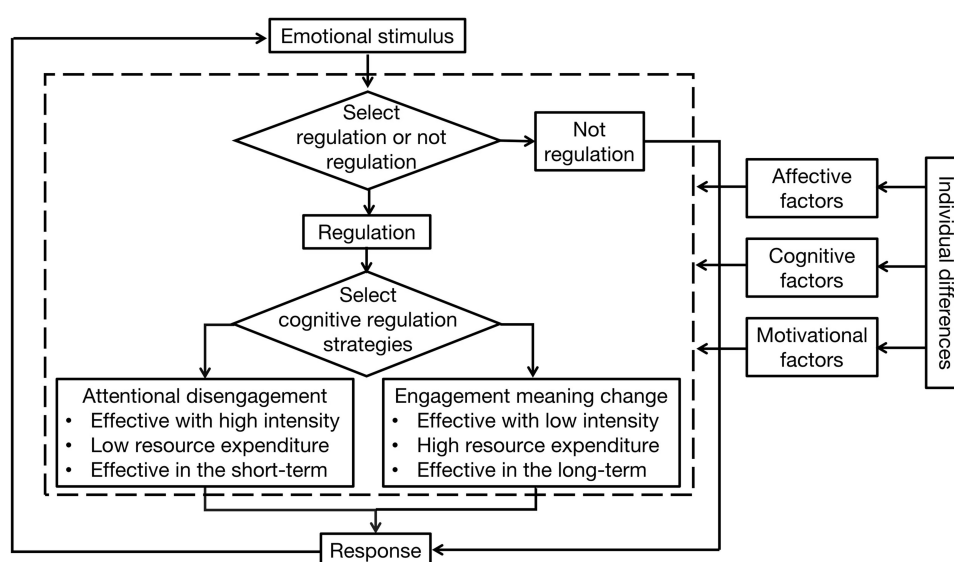 Emotional stimulus
Select
regulation or not
regulation
Not
regulation
Regulation
Select
cognitive regulation
strategies
Attentional disengagement
• Effective with high intensity
• Low resource expenditure
• Effective in the short-term
Engagement meaning change
• Effective with low intensity
• High resource expenditure
• Effective in the long-term
Response
Affective
factors
Cognitive
factors
Motivational
factors
Individual differences